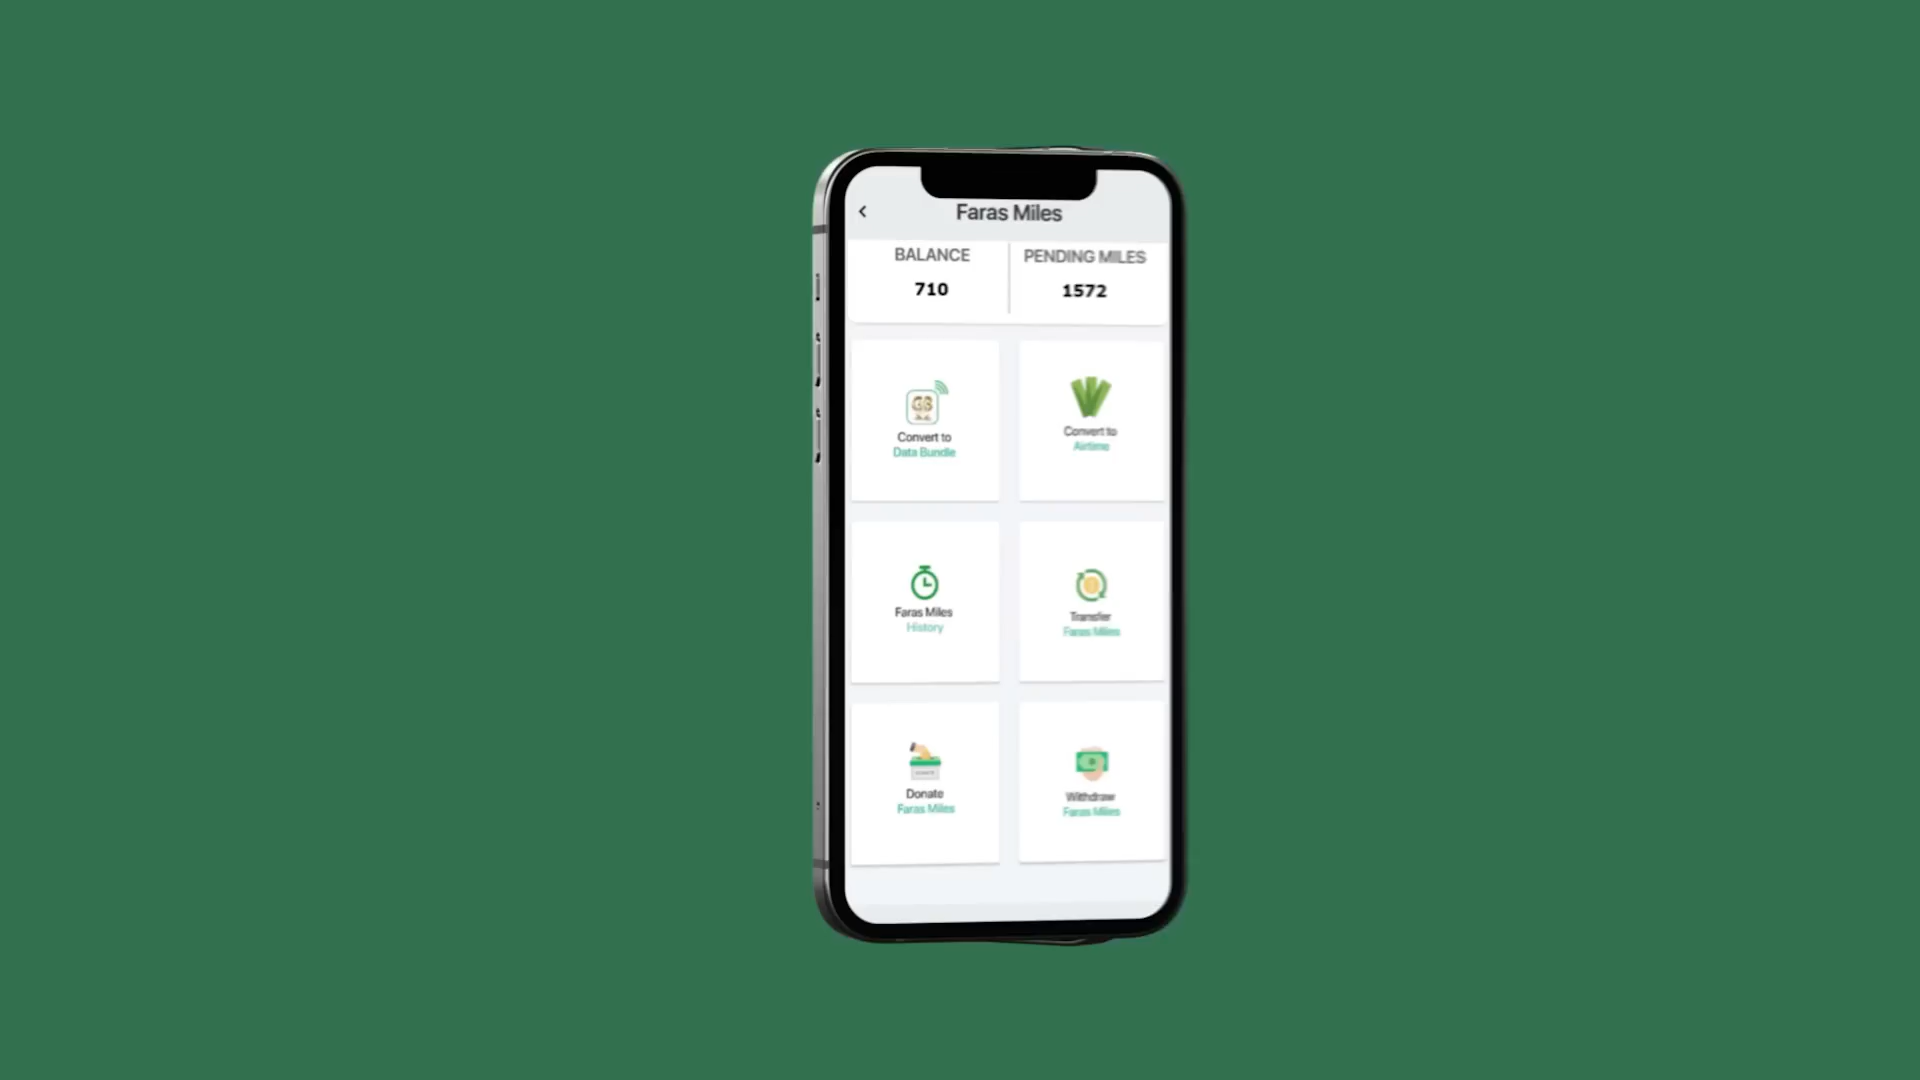 Faras Miles
BALANCE
PENDING MILES
710
1572
Convert to
Data Bundle
Convert to
Airtime
Faras Miles
History
Transfer
Faras Miles
Donate
Faras Miles
Withdraw
Faras Miles